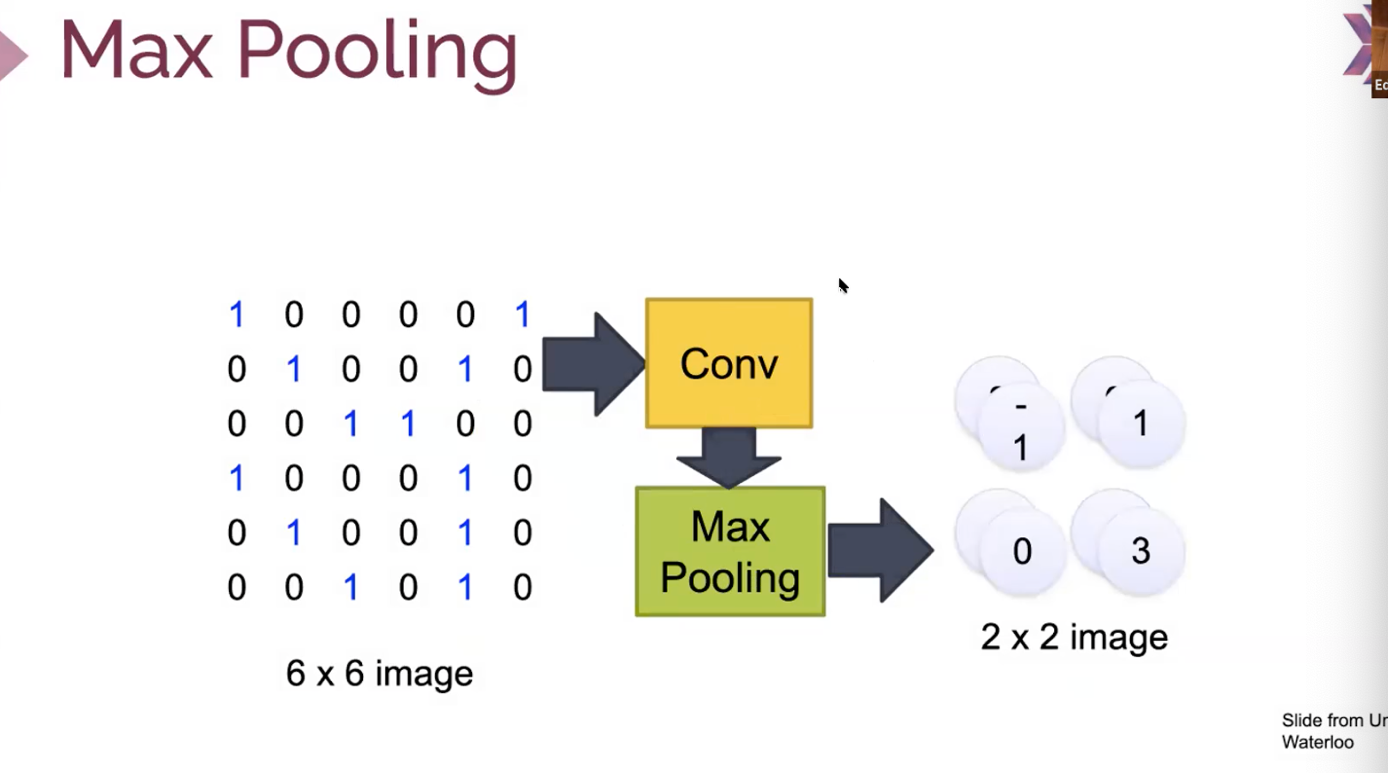 Max Pooling
1 0 0 0 0 1
0 1 0 0 1 0
0 0 1 1 0 0
1 0 0 0 1 0
0 1 0 0 1 0
0 0 1 0 1 0
6 x 6 image
Conv
Max
Pooling
-
1
1
0
3
2 x 2 image
Slide from
Waterloo